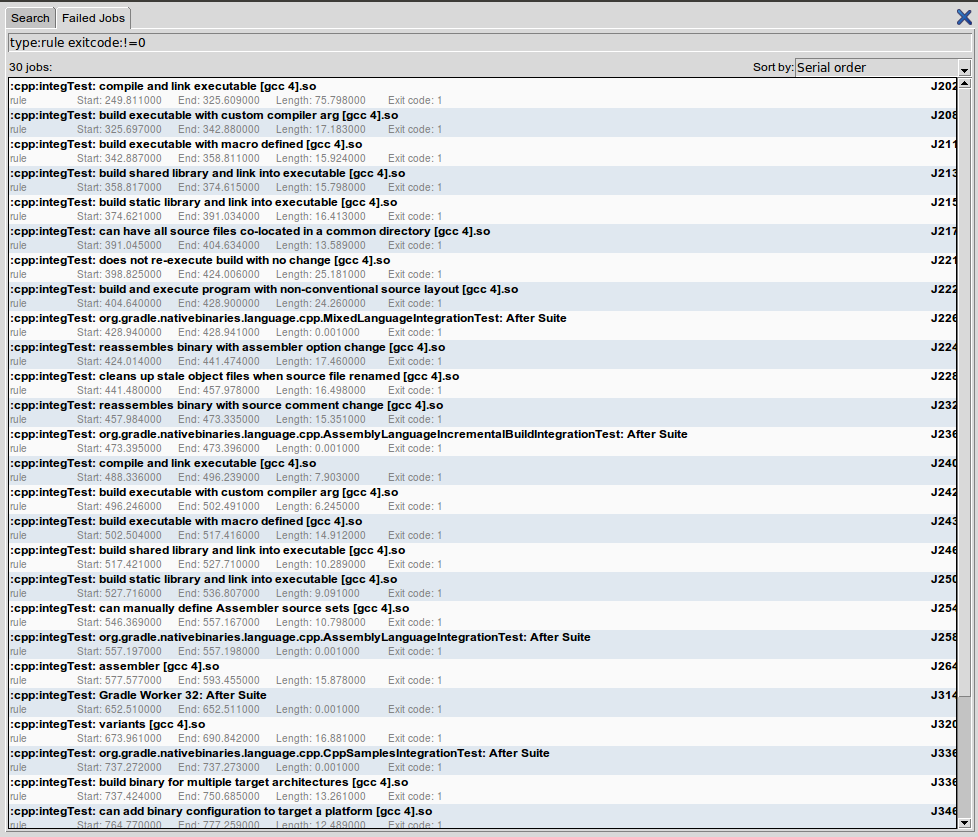 Search Failed Jobs
type:rule exitcode:!=0
30 jobs: Sort by: Serial order
:cpp:integTest: compile and link executable [gcc 4].so J202
rule Start: 249.811000 End: 325.609000 Length: 75.798000 Exit code: 1
:cpp:integTest: build executable with custom compiler arg [gcc 4].so J208
rule Start: 325.697000 End: 342.880000 Length: 17.183000 Exit code: 1
:cpp:integTest: build executable with macro defined [gcc 4].so J211
rule Start: 342.887000 End: 358.811000 Length: 15.924000 Exit code: 1
:cpp:integTest: build shared library and link into executable [gcc 4].so J213
rule Start: 358.817000 End: 374.615000 Length: 15.798000 Exit code: 1
:cpp:integTest: build static library and link into executable [gcc 4].so J215
rule Start: 374.621000 End: 391.034000 Length: 16.413000 Exit code: 1
:cpp:integTest: can have all source files co-located in a common directory [gcc 4].so J217
rule Start: 391.045000 End: 404.634000 Length: 13.589000 Exit code: 1
:cpp:integTest: does not re-execute build with no change [gcc 4].so J221
rule Start: 398.825000 End: 424.006000 Length: 25.181000 Exit code: 1
:cpp:integTest: build and execute program with non-conventional source layout [gcc 4].so J222
rule Start: 404.640000 End: 428.900000 Length: 24.260000 Exit code: 1
:cpp:integTest: org.gradle.nativebinaries.language.cpp.MixedLanguageIntegrationTest: After Suite J226
rule Start: 428.940000 End: 428.941000 Length: 0.001000 Exit code: 1
:cpp:integTest: reassembles binary with assembler option change [gcc 4].so J224
rule Start: 424.014000 End: 441.474000 Length: 17.460000 Exit code: 1
:cpp:integTest: cleans up stale object files when source file renamed [gcc 4].so J228
rule Start: 441.480000 End: 457.978000 Length: 16.498000 Exit code: 1
:cpp:integTest: reassembles binary with source comment change [gcc 4].so J232
rule Start: 457.984000 End: 473.335000 Length: 15.351000 Exit code: 1
:cpp:integTest: org.gradle.nativebinaries.language.cpp.AssemblyLanguageIncrementalBuildIntegrationTest: After Suite J236
rule Start: 473.395000 End: 473.396000 Length: 0.001000 Exit code: 1
:cpp:integTest: compile and link executable [gcc 4].so J240
rule Start: 488.336000 End: 496.239000 Length: 7.903000 Exit code: 1
:cpp:integTest: build executable with custom compiler arg [gcc 4].so J242
rule Start: 496.246000 End: 502.491000 Length: 6.245000 Exit code: 1
:cpp:integTest: build executable with macro defined [gcc 4].so J243
rule Start: 502.504000 End: 517.416000 Length: 14.912000 Exit code: 1
:cpp:integTest: build shared library and link into executable [gcc 4].so J246
rule Start: 517.421000 End: 527.710000 Length: 10.289000 Exit code: 1
:cpp:integTest: build static library and link into executable [gcc 4].so J250
rule Start: 527.716000 End: 536.807000 Length: 9.091000 Exit code: 1
:cpp:integTest: can manually define Assembler source sets [gcc 4].so J254
rule Start: 546.369000 End: 557.167000 Length: 10.798000 Exit code: 1
:cpp:integTest: org.gradle.nativebinaries.language.cpp.AssemblyLanguageIntegrationTest: After Suite J258
rule Start: 557.197000 End: 557.198000 Length: 0.001000 Exit code: 1
:cpp:integTest: assembler [gcc 4].so J264
rule Start: 577.577000 End: 593.455000 Length: 15.878000 Exit code: 1
:cpp:integTest: Gradle Worker 32: After Suite J314
rule Start: 652.510000 End: 652.511000 Length: 0.001000 Exit code: 1
:cpp:integTest: variants [gcc 4].so J320
rule Start: 673.961000 End: 690.842000 Length: 16.881000 Exit code: 1
:cpp:integTest: org.gradle.nativebinaries.language.cpp.CppSamplesIntegrationTest: After Suite J336
rule Start: 737.272000 End: 737.273000 Length: 0.001000 Exit code: 1
:cpp:integTest: build binary for multiple target architectures [gcc 4].so J336
rule Start: 737.424000 End: 750.685000 Length: 13.261000 Exit code: 1
:cpp:integTest: can add binary configuration to target a platform [gcc 4].so J346
rule Start: 764.770000 End: 777.259000 Length: 12.489000 Exit code: 1